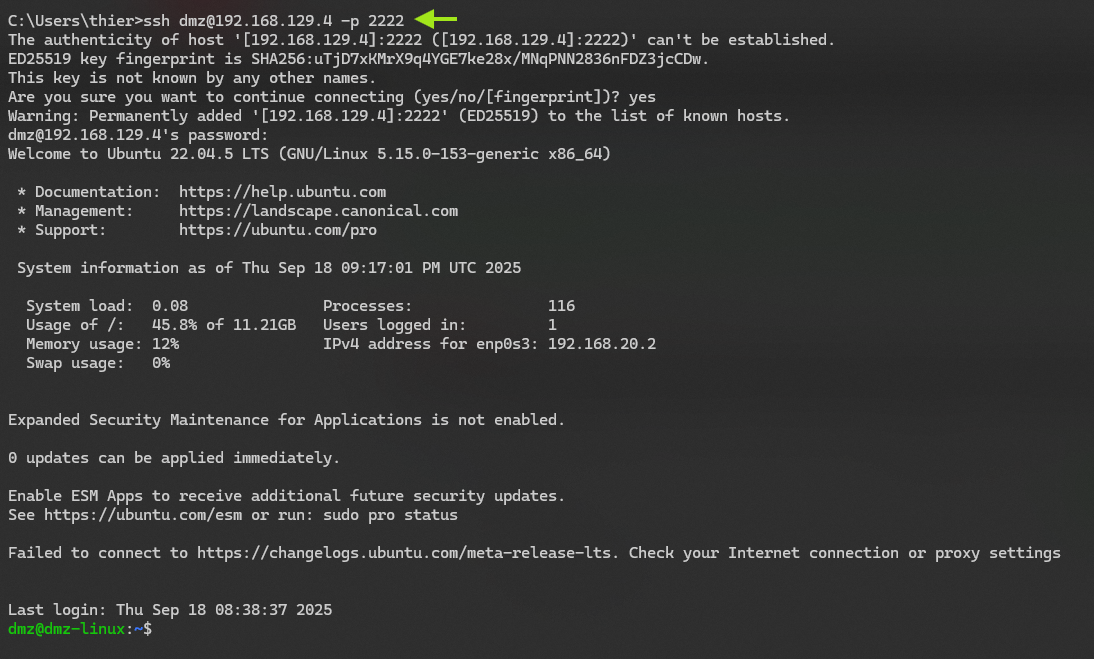 C:\Users\thier>ssh dmz@192.168.129.4 -p 2222
The authenticity of host '[192.168.129.4]:2222 ([192.168.129.4]:2222)' can't be established.
ED25519 key fingerprint is SHA256:uTjD7xKMrX9q4YGE7ke28x/MNqPNN2836nFDZ3jcCDw.
This key is not known by any other names.
Are you sure you want to continue connecting (yes/no/[fingerprint])? yes
Warning: Permanently added '[192.168.129.4]:2222' (ED25519) to the list of known hosts.
dmz@192.168.129.4's password:
Welcome to Ubuntu 22.04.5 LTS (GNU/Linux 5.15.0-153-generic x86_64)
* Documentation:  https://help.ubuntu.com
* Management:     https://landscape.canonical.com
* Support:        https://ubuntu.com/pro
System information as of Thu Sep 18 09:17:01 PM UTC 2025
System load:  0.08               Processes:               116
Usage of /:   45.8% of 11.21GB   Users logged in:         1
Memory usage: 12%                IPv4 address for enp0s3: 192.168.20.2
Swap usage:   0%
Expanded Security Maintenance for Applications is not enabled.
0 updates can be applied immediately.
Enable ESM Apps to receive additional future security updates.
See https://ubuntu.com/esm or run: sudo pro status
Failed to connect to https://changelogs.ubuntu.com/meta-release-lts. Check your Internet connection or proxy settings
Last login: Thu Sep 18 08:38:37 2025
dmz@dmz-linux:~$